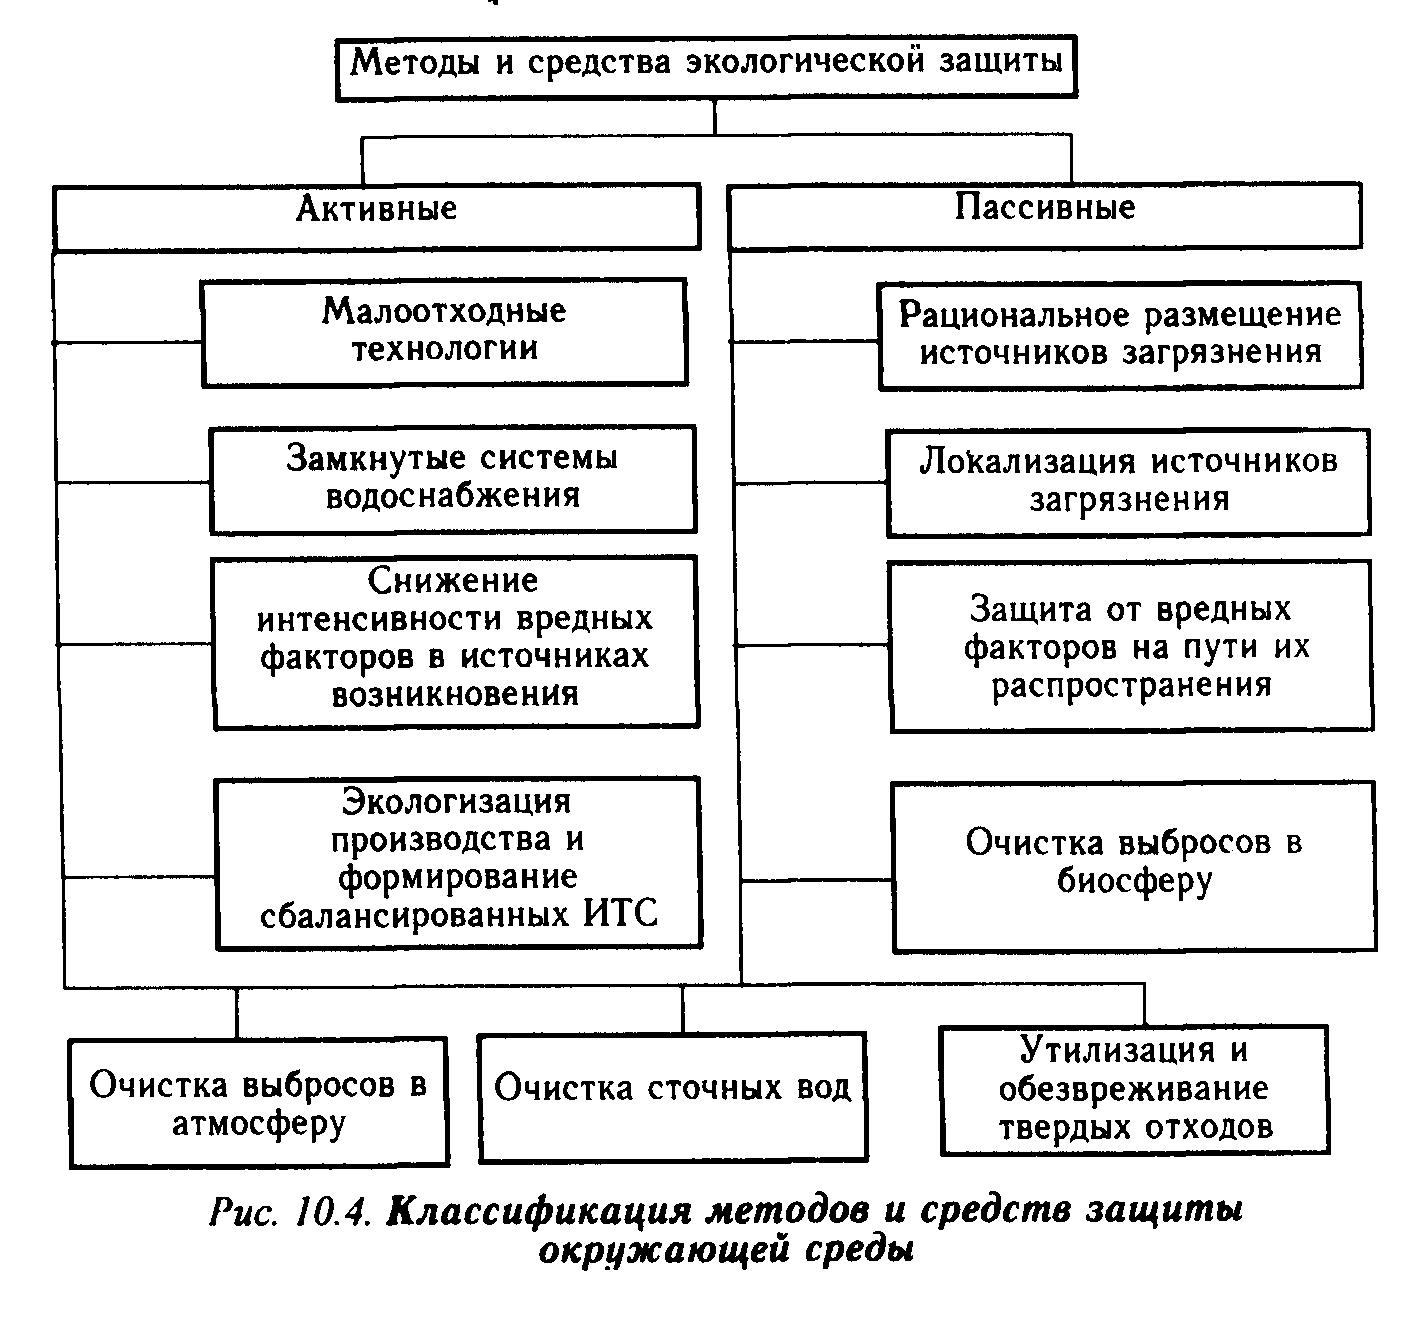 Методы и средства экологической защиты
Активные
Пассивные
Малоотходные
технологии
Рациональное размещение
источников загрязнения
Замкнутые системы
водоснабжения
Локализация источников
загрязнения
Снижение
интенсивности вредных
факторов в источниках
возникновения
Защита от вредных
факторов на пути их
распространения
Экологизация
производства и
формирование
сбалансированных ИТС
Очистка выбросов в
биосферу
Очистка выбросов в
атмосферу
Очистка сточных вод
Утилизация и
обезвреживание
твердых отходов
Рис. 10.4. Классификация методов и средств защиты
окружающей среды